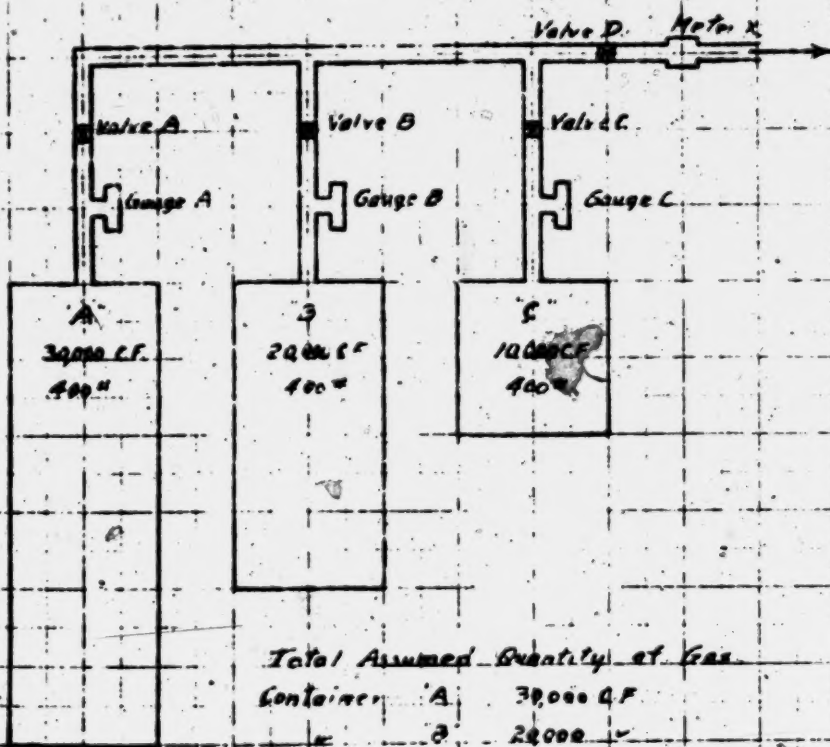 Valve D Meter X
Valve A Valve B Valve C
Gauge A Gauge B Gauge C
"A" B "C"
30,000 C.F. 20,000 C F 10,000 C.F.
400# 400# 400#
Total Assumed Quantity of Gas
Container "A 30,000 C.F
" B 20,000 "